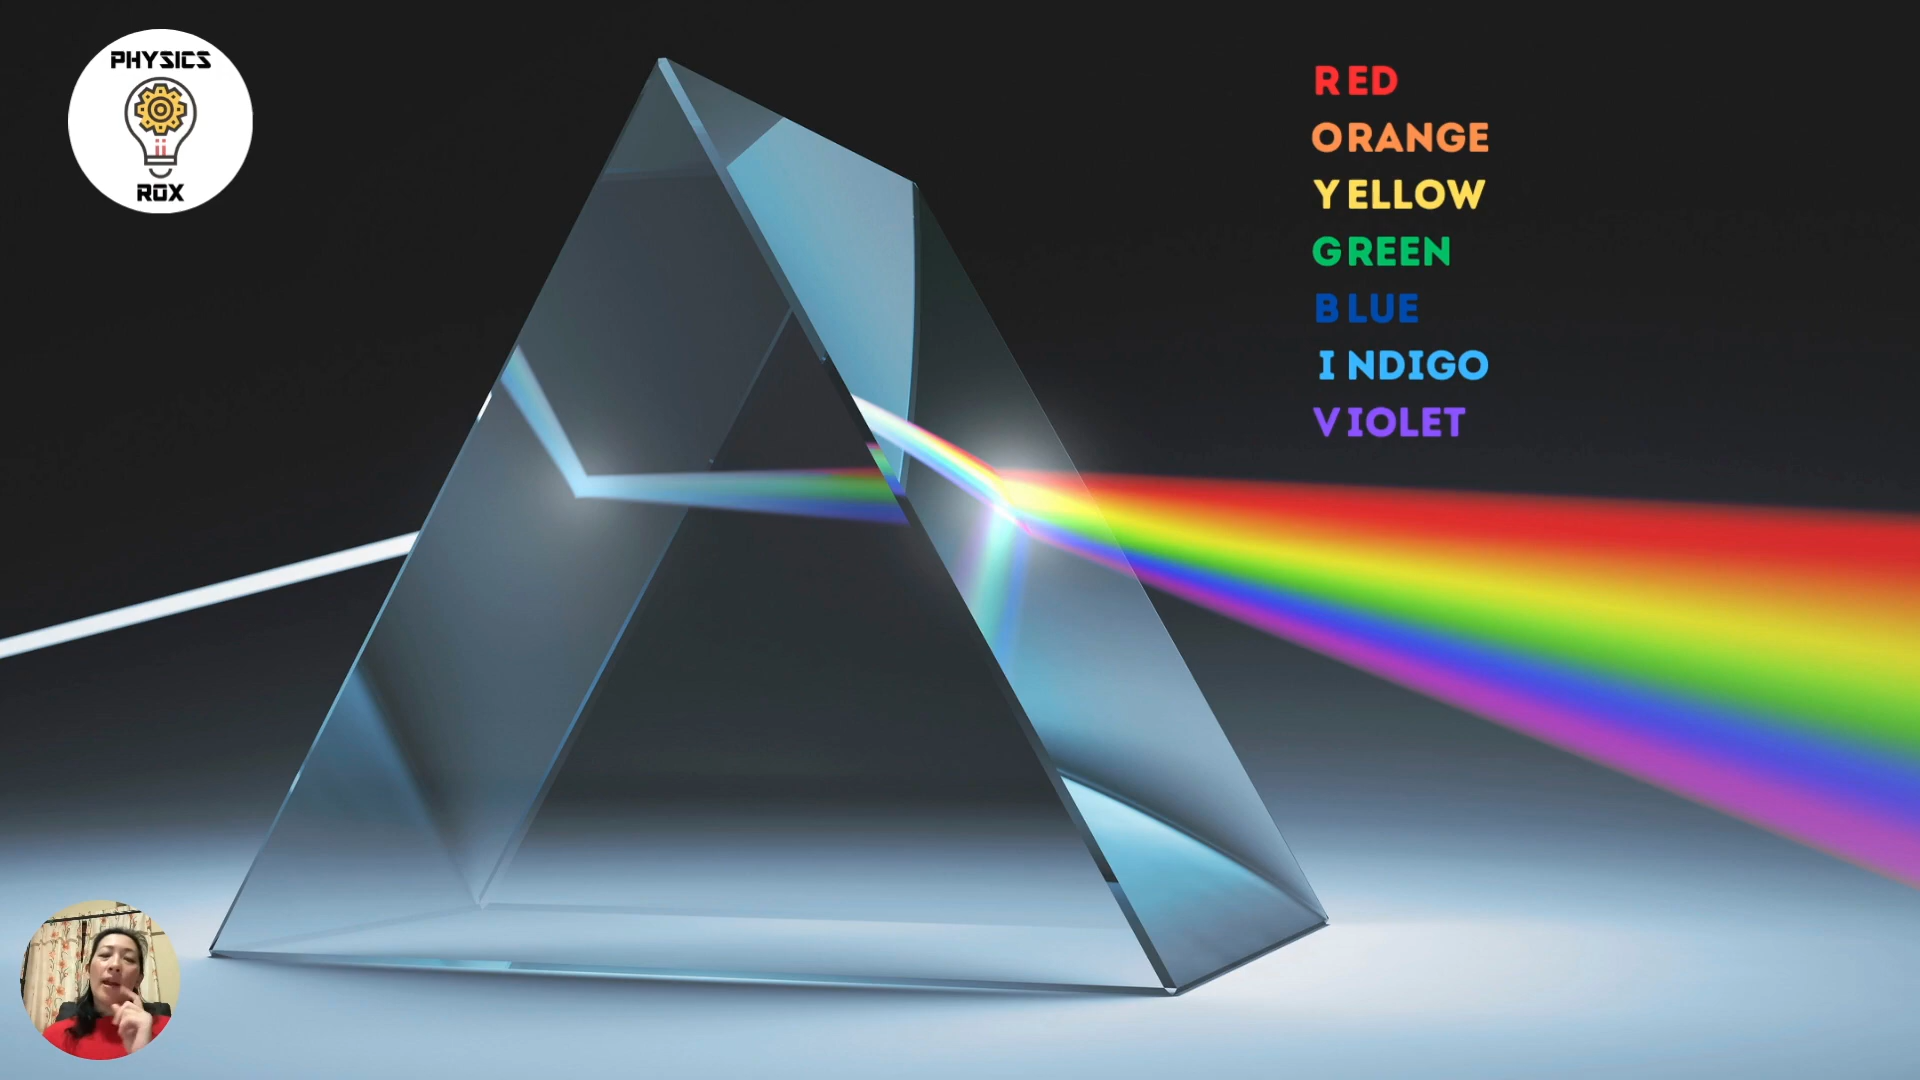 PHYSICS
ROX
RED
ORANGE
YELLOW
GREEN
BLUE
INDIGO
VIOLET